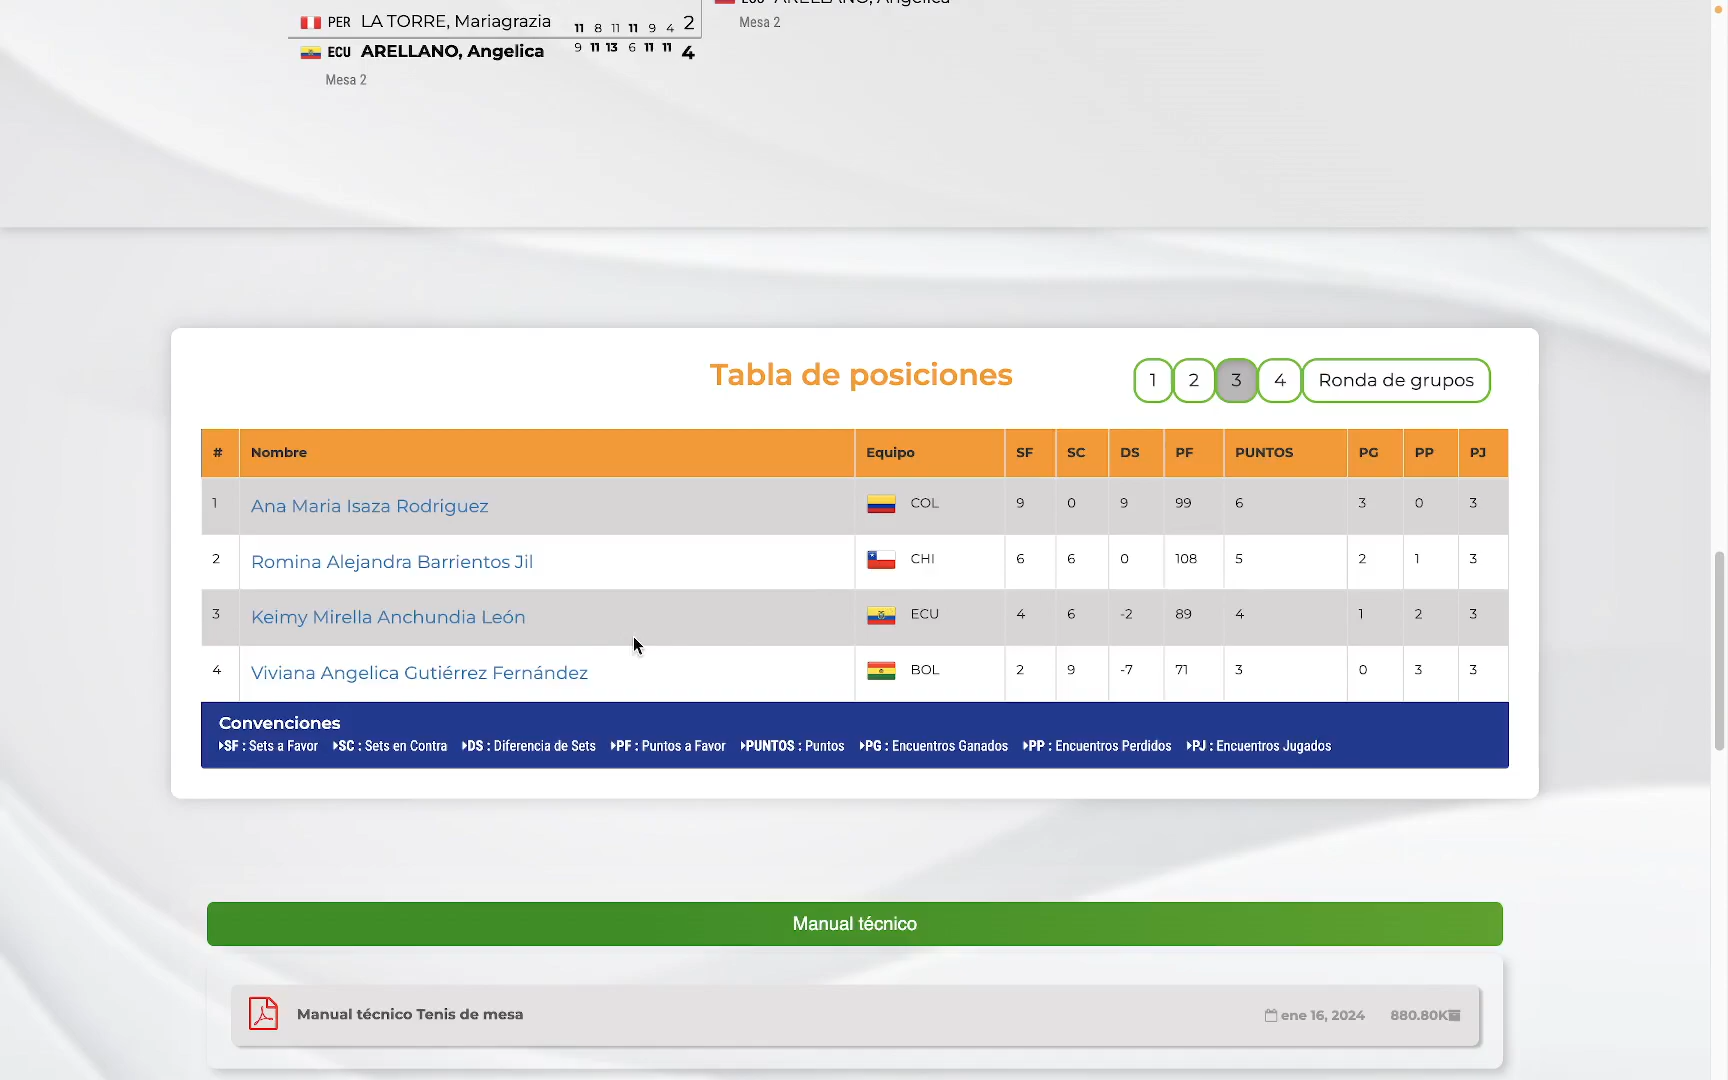 PER LA TORRE, Mariagrazia 11 8 11 11 9 4 2
Mesa 2
ECU ARELLANO, Angelica 9 11 13 6 11 11 4
Mesa 2
Tabla de posiciones
1 2 3 4 Ronda de grupos
# Nombre Equipo SF SC DS PF PUNTOS PG PP PJ
1 Ana Maria Isaza Rodriguez COL 9 0 9 99 6 3 0 3
2 Romina Alejandra Barrientos Jil CHI 6 6 0 108 5 2 1 3
3 Keimy Mirella Anchundia León ECU 4 6 -2 89 4 1 2 3
4 Viviana Angelica Gutiérrez Fernández BOL 2 9 -7 71 3 0 3 3
Convenciones
SF : Sets a Favor SC : Sets en Contra DS : Diferencia de Sets PF : Puntos a Favor PUNTOS : Puntos PG : Encuentros Ganados PP : Encuentros Perdidos PJ : Encuentros Jugados
Manual técnico
Manual técnico Tenis de mesa ene 16, 2024 880.80K